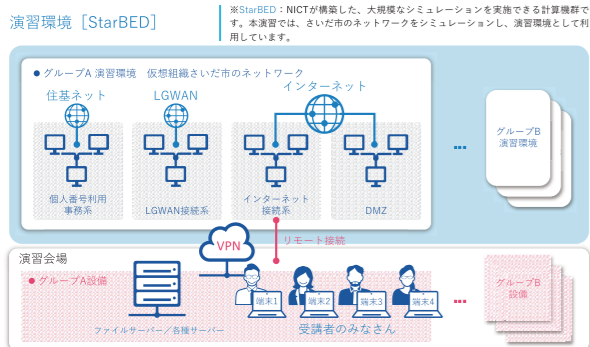 演習環境［StarBED］
※StarBED：NICTが構築した、大規模なシミュレーションを実施できる計算機群で
す。本演習では、さいだ市のネットワークをシミュレーションし、演習環境として利
用しています。
●グループA 演習環境　仮想組織さいだ市のネットワーク
住基ネット
LGWAN
インターネット
個人番号利用
事務系
LGWAN接続系
インターネット
接続系
DMZ
...
グループB
演習環境
VPN
リモート接続
演習会場
●グループA設備
端末1
端末2
端末3
端末4
ファイルサーバー／各種サーバー
受講者のみなさん
...
グループB
設備